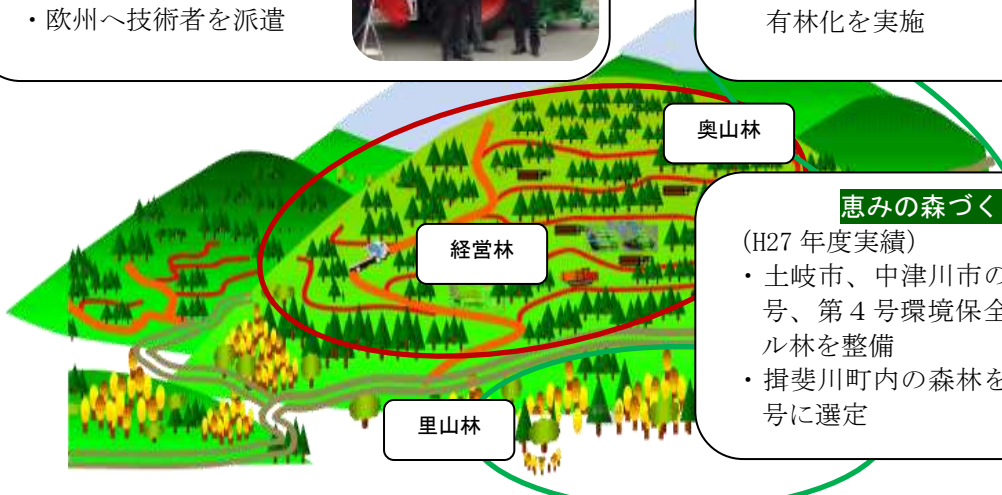 ・欧州へ技術者を派遣
有林化を実施
奥山林
経営林
里山林
恵みの森づく
(H27 年度実績)
・土岐市、中津川市の
号、第4号環境保全
ル林を整備
・揖斐川町内の森林を
号に選定